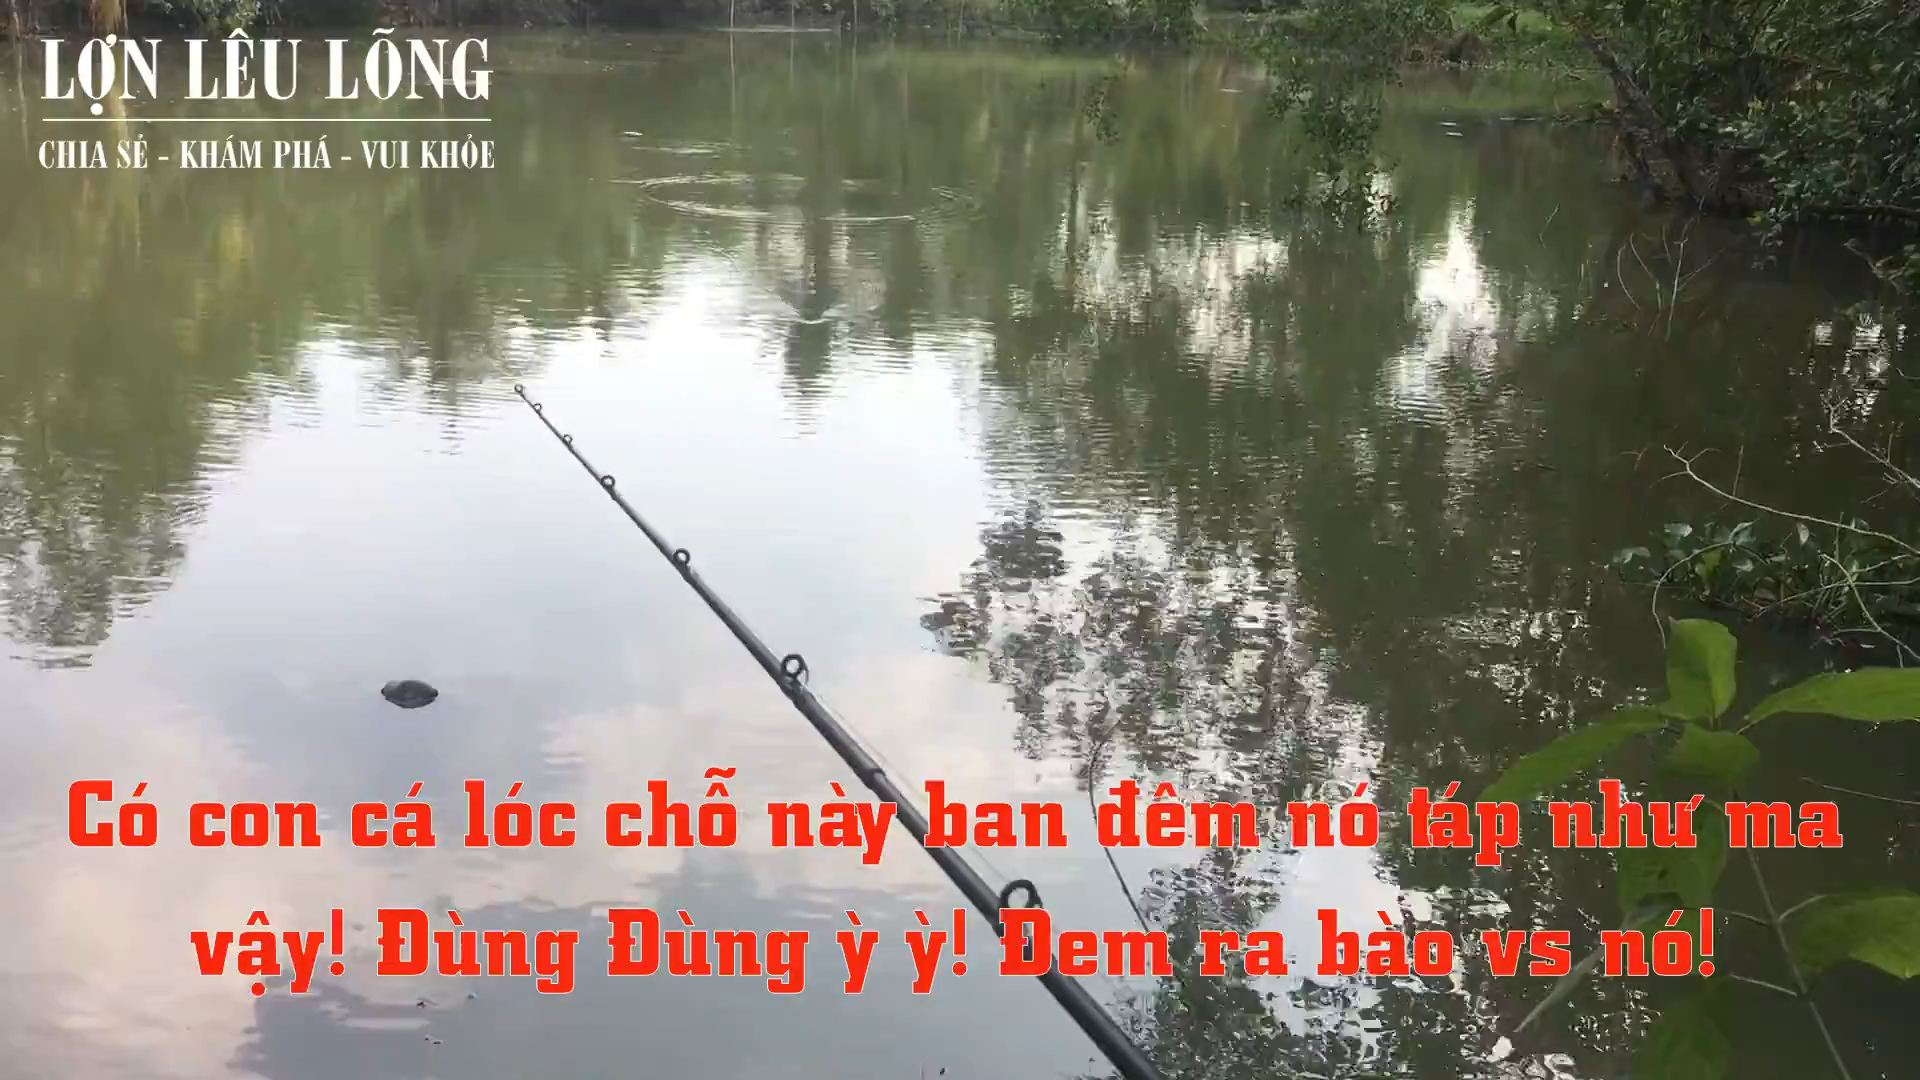 LỢN LÊU LÕNG
CHIA SẺ - KHÁM PHÁ - VUI KHỎE
Có con cá lóc chỗ này ban đêm nó táp như ma
vậy! Đùng Đùng ỳ ỳ! Đem ra bào vs nó!